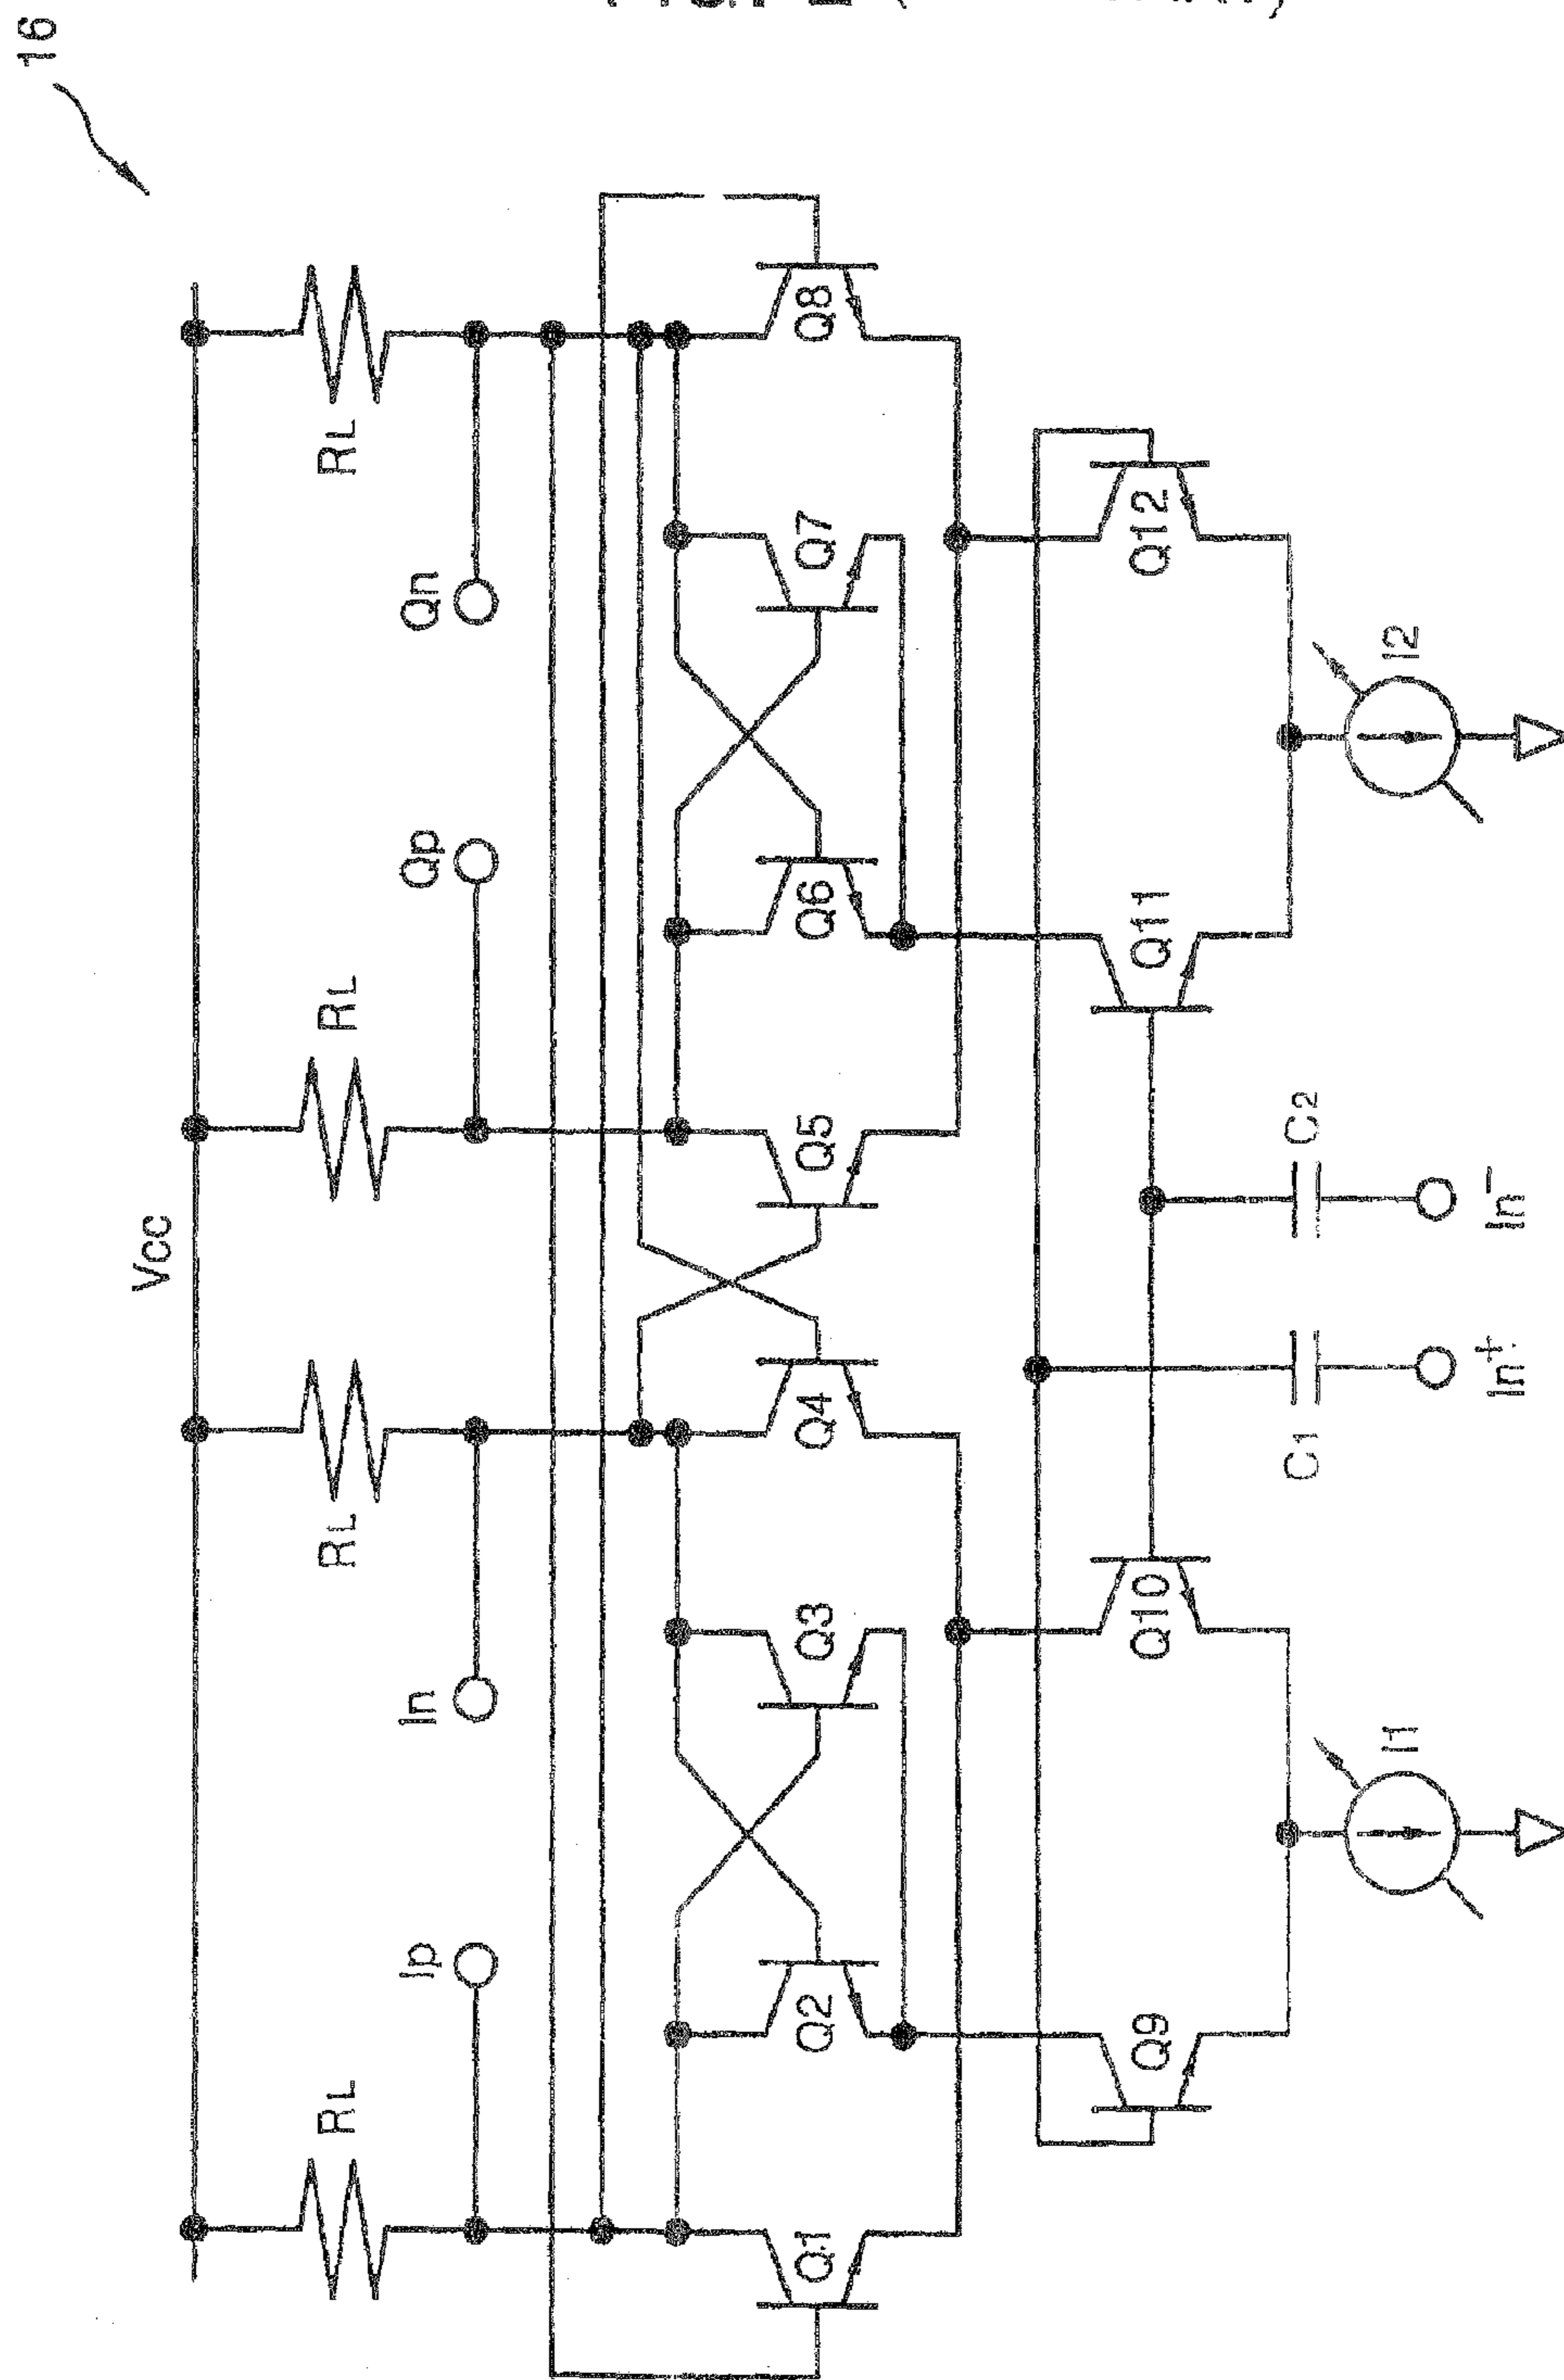 16
Vcc
RL
RL
RL
RL
Ip
In
Qp
Qn
Q1
Q2
Q3
Q4
Q5
Q6
Q7
Q8
Q9
Q10
Q11
Q12
C1
C2
I1
I2
In+
In-